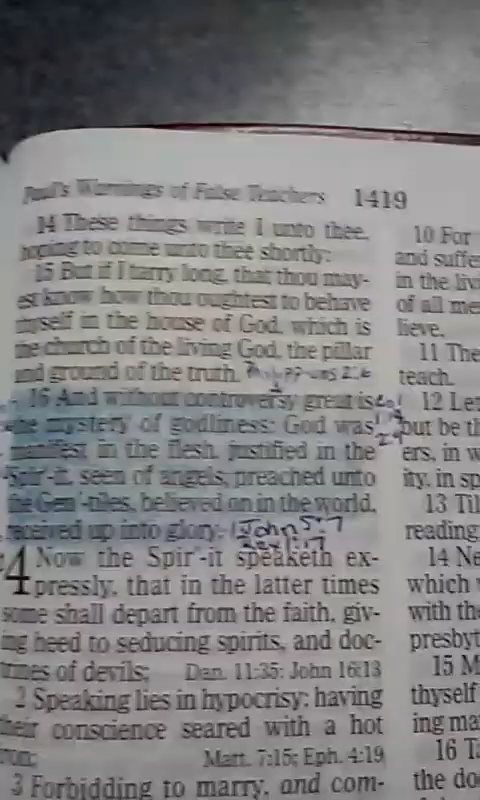 Paul's Warnings of False Teachers 1419
14 These things write I unto thee,
hoping to come unto thee shortly:
15 But if I tarry long, that thou may-
est know how thou oughtest to behave
thyself in the house of God, which is
the church of the living God, the pillar
and ground of the truth.
16 And without controversy great is
the mystery of godliness: God was
manifest in the flesh, justified in the
Spir'-it, seen of angels, preached unto
the Gen'-tiles, believed on in the world,
received up into glory. 1 John 5:7
4 Now the Spir'-it speaketh ex-
pressly, that in the latter times
some shall depart from the faith, giv-
ing heed to seducing spirits, and doc-
trines of devils; Dan. 11:35; John 16:13
2 Speaking lies in hypocrisy; having
their conscience seared with a hot
iron; Matt. 7:15; Eph. 4:19
3 Forbidding to marry, and com-
10 For
and suffe
in the livi
of all me
lieve.
11 The
teach.
12 Let
but be th
ers, in w
ity, in sp
13 Til
reading
14 Ne
which
with the
presbyt
15 M
thyself
ing ma
16 Ta
the do